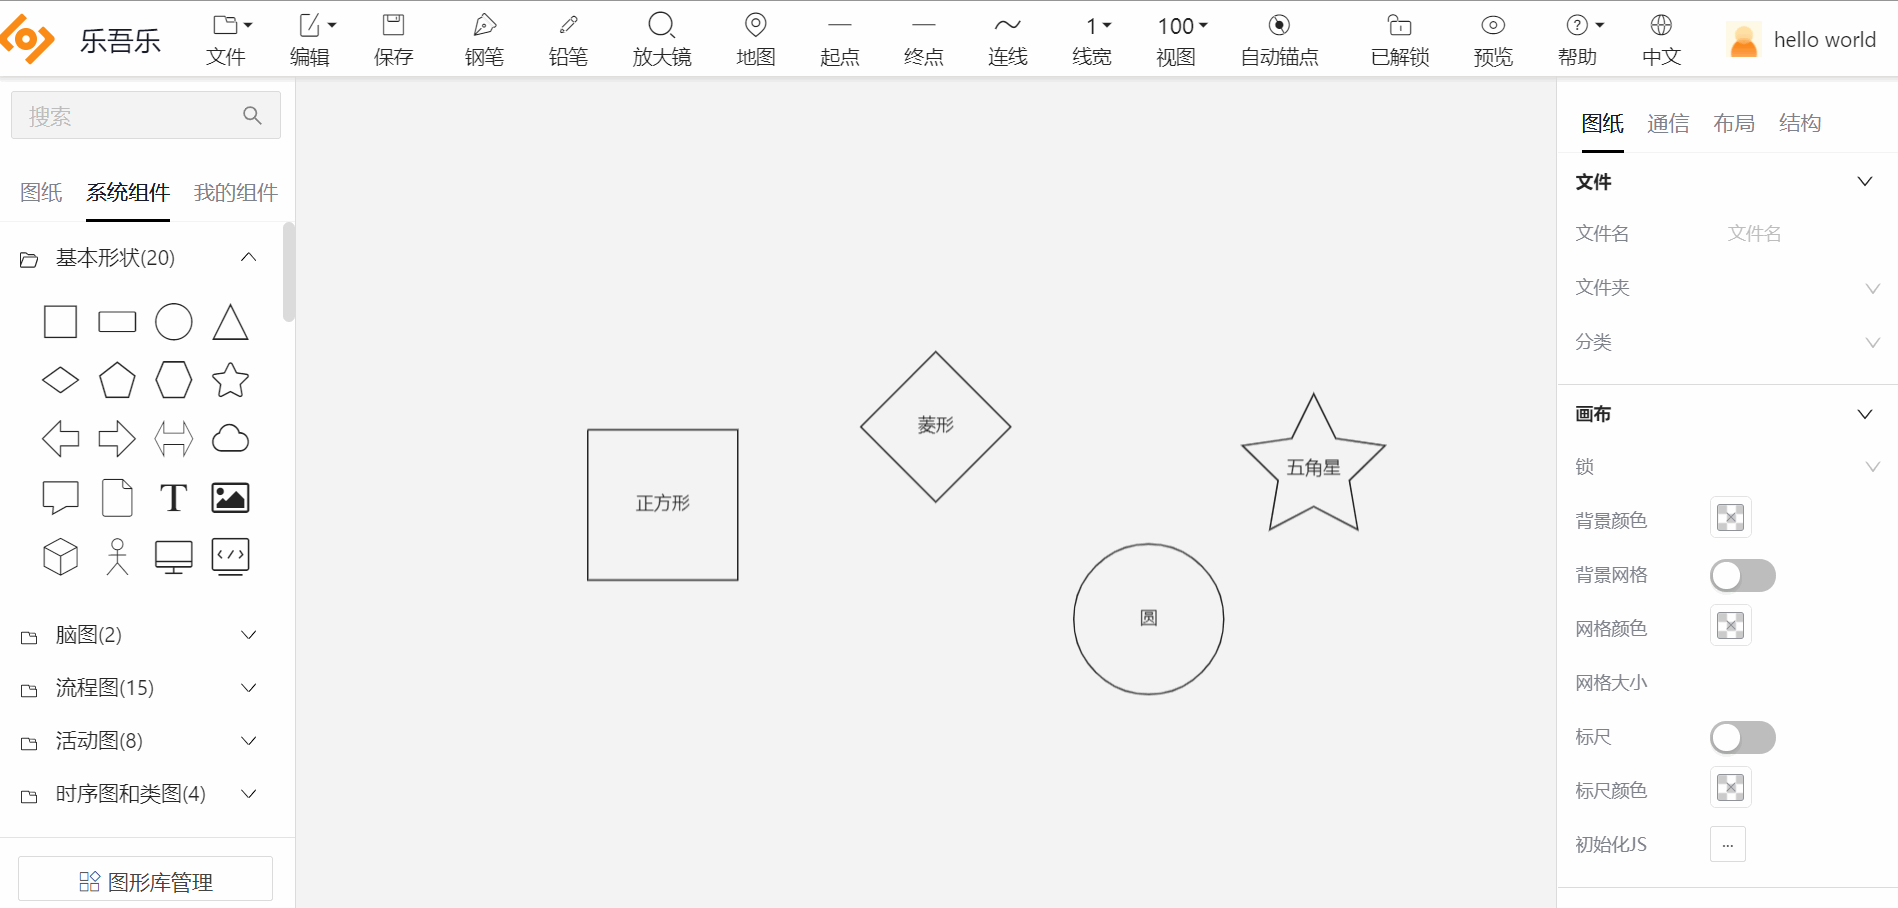 乐吾乐
文件
编辑
保存
钢笔
铅笔
放大镜
地图
起点
终点
连线
1
线宽
100
视图
自动锚点
已解锁
预览
帮助
中文
hello world
搜索
图纸 系统组件 我的组件
基本形状(20)
T
脑图(2)
流程图(15)
活动图(8)
时序图和类图(4)
图形库管理
正方形
菱形
五角星
圆
图纸 通信 布局 结构
文件
文件名 文件名
文件夹
分类
画布
锁
背景颜色
背景网格
网格颜色
网格大小
标尺
标尺颜色
初始化JS ...